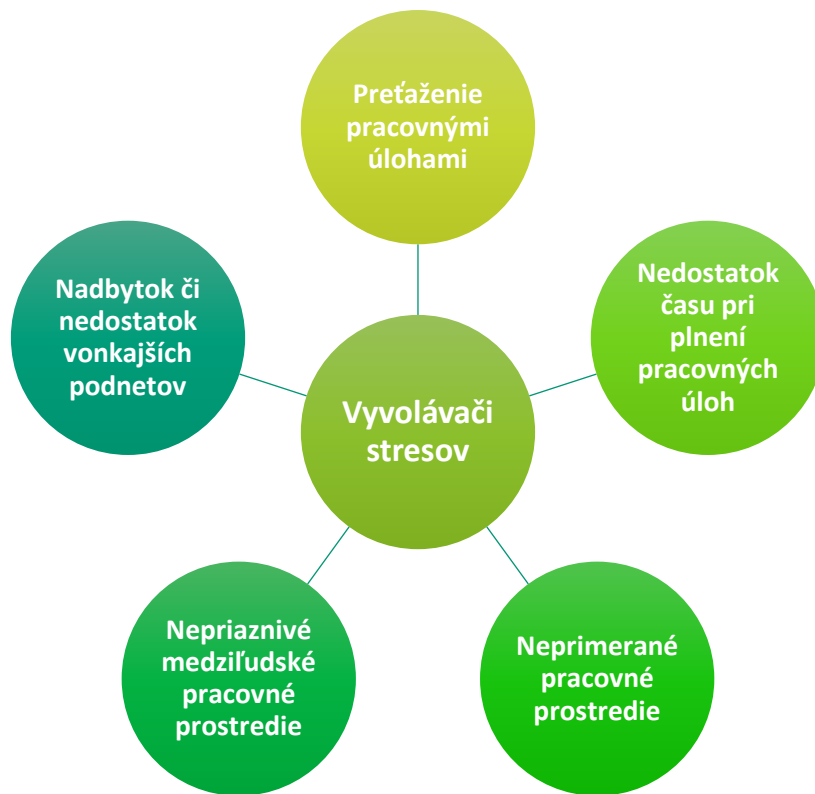 Preťaženie
pracovnými
úlohami
Nadbytok či
nedostatok
vonkajších
podnetov
Nedostatok
času pri
plnení
pracovných
úloh
Vyvolávači
stresov
Nepriaznivé
medziľudské
pracovné
prostredie
Neprimerané
pracovné
prostredie